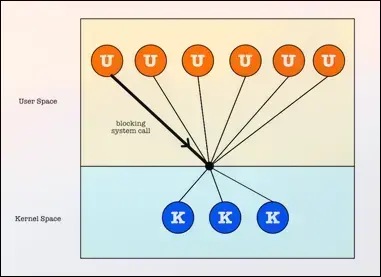 U U U U U U
User Space
blocking
system call
Kernel Space
K K K